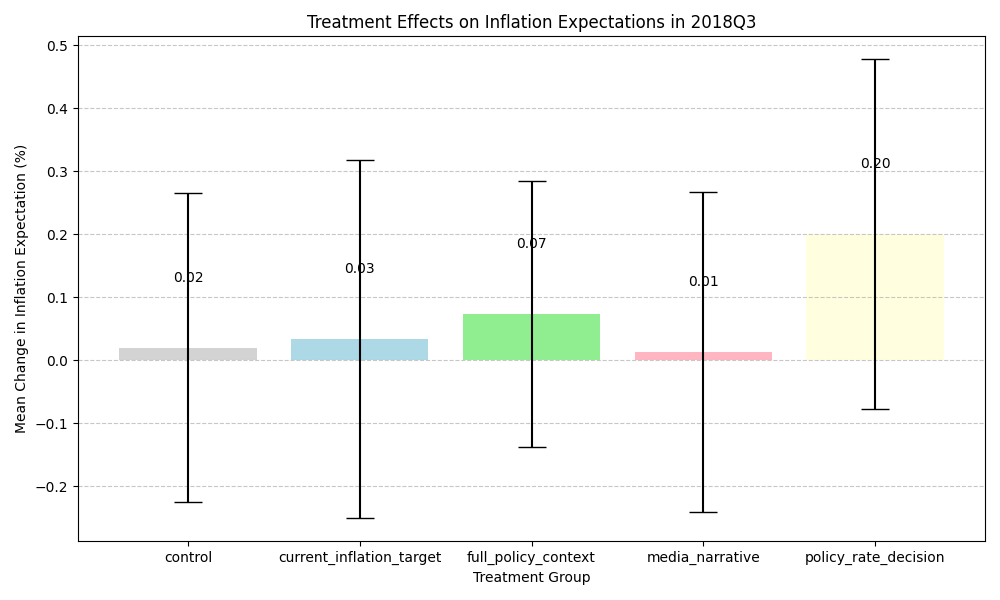 Treatment Effects on Inflation Expectations in 2018Q3
Mean Change in Inflation Expectation (%)
0.5
0.4
0.3
0.2
0.1
0.0
−0.1
−0.2
0.02
0.03
0.07
0.01
0.20
control
current_inflation_target
full_policy_context
media_narrative
policy_rate_decision
Treatment Group